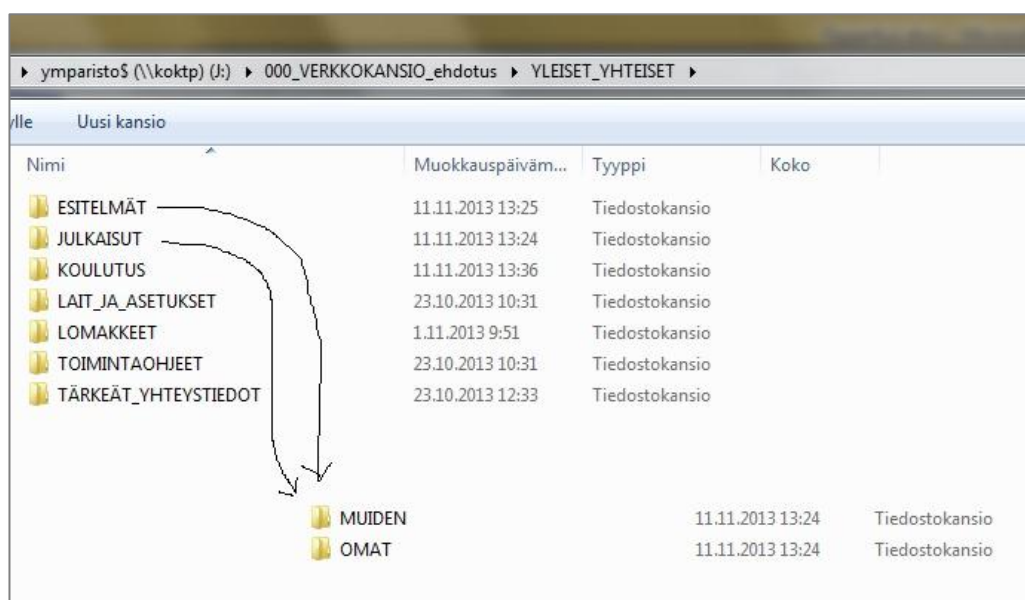 ymparisto$ (\\koktp) (J:) ▸ 000_VERKKOKANSIO_ehdotus ▸ YLEISET_YHTEISET ▸
ylle Uusi kansio
Nimi Muokkauspäiväm... Tyyppi Koko
ESITELMÄT 11.11.2013 13:25 Tiedostokansio
JULKAISUT 11.11.2013 13:24 Tiedostokansio
KOULUTUS 11.11.2013 13:36 Tiedostokansio
LAIT_JA_ASETUKSET 23.10.2013 10:31 Tiedostokansio
LOMAKKEET 1.11.2013 9:51 Tiedostokansio
TOIMINTAOHJEET 23.10.2013 10:31 Tiedostokansio
TÄRKEÄT_YHTEYSTIEDOT 23.10.2013 12:33 Tiedostokansio
MUIDEN 11.11.2013 13:24 Tiedostokansio
OMAT 11.11.2013 13:24 Tiedostokansio